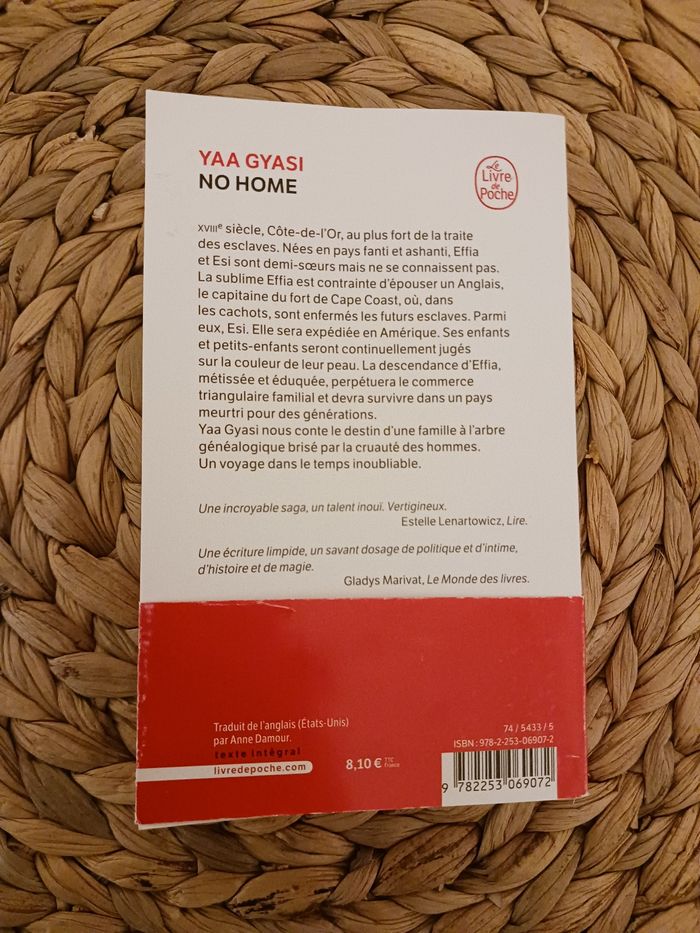 YAA GYASI
NO HOME
Le
Livre
de
Poche
XVIIIe siècle, Côte-de-l'Or, au plus fort de la traite
des esclaves. Nées en pays fanti et ashanti, Effia
et Esi sont demi-sœurs mais ne se connaissent pas.
La sublime Effia est contrainte d'épouser un Anglais,
le capitaine du fort de Cape Coast, où, dans
les cachots, sont enfermés les futurs esclaves. Parmi
eux, Esi. Elle sera expédiée en Amérique. Ses enfants
et petits-enfants seront continuellement jugés
sur la couleur de leur peau. La descendance d'Effia,
métissée et éduquée, perpétuera le commerce
triangulaire familial et devra survivre dans un pays
meurtri pour des générations.
Yaa Gyasi nous conte le destin d'une famille à l'arbre
généalogique brisé par la cruauté des hommes.
Un voyage dans le temps inoubliable.
Une incroyable saga, un talent inouï. Vertigineux.
Estelle Lenartowicz, Lire.
Une écriture limpide, un savant dosage de politique et d'intime,
d'histoire et de magie.
Gladys Marivat, Le Monde des livres.
Traduit de l'anglais (États-Unis)
par Anne Damour.
texte intégral
livredepoche.com
8,10 € TTC France
74 / 5433 / 5
ISBN : 978-2-253-06907-2
9 782253 069072